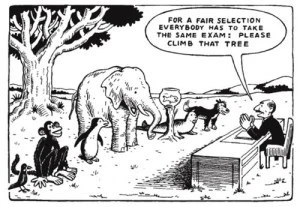 FOR A FAIR SELECTION
EVERYBODY HAS TO TAKE
THE SAME EXAM: PLEASE
CLIMB THAT TREE